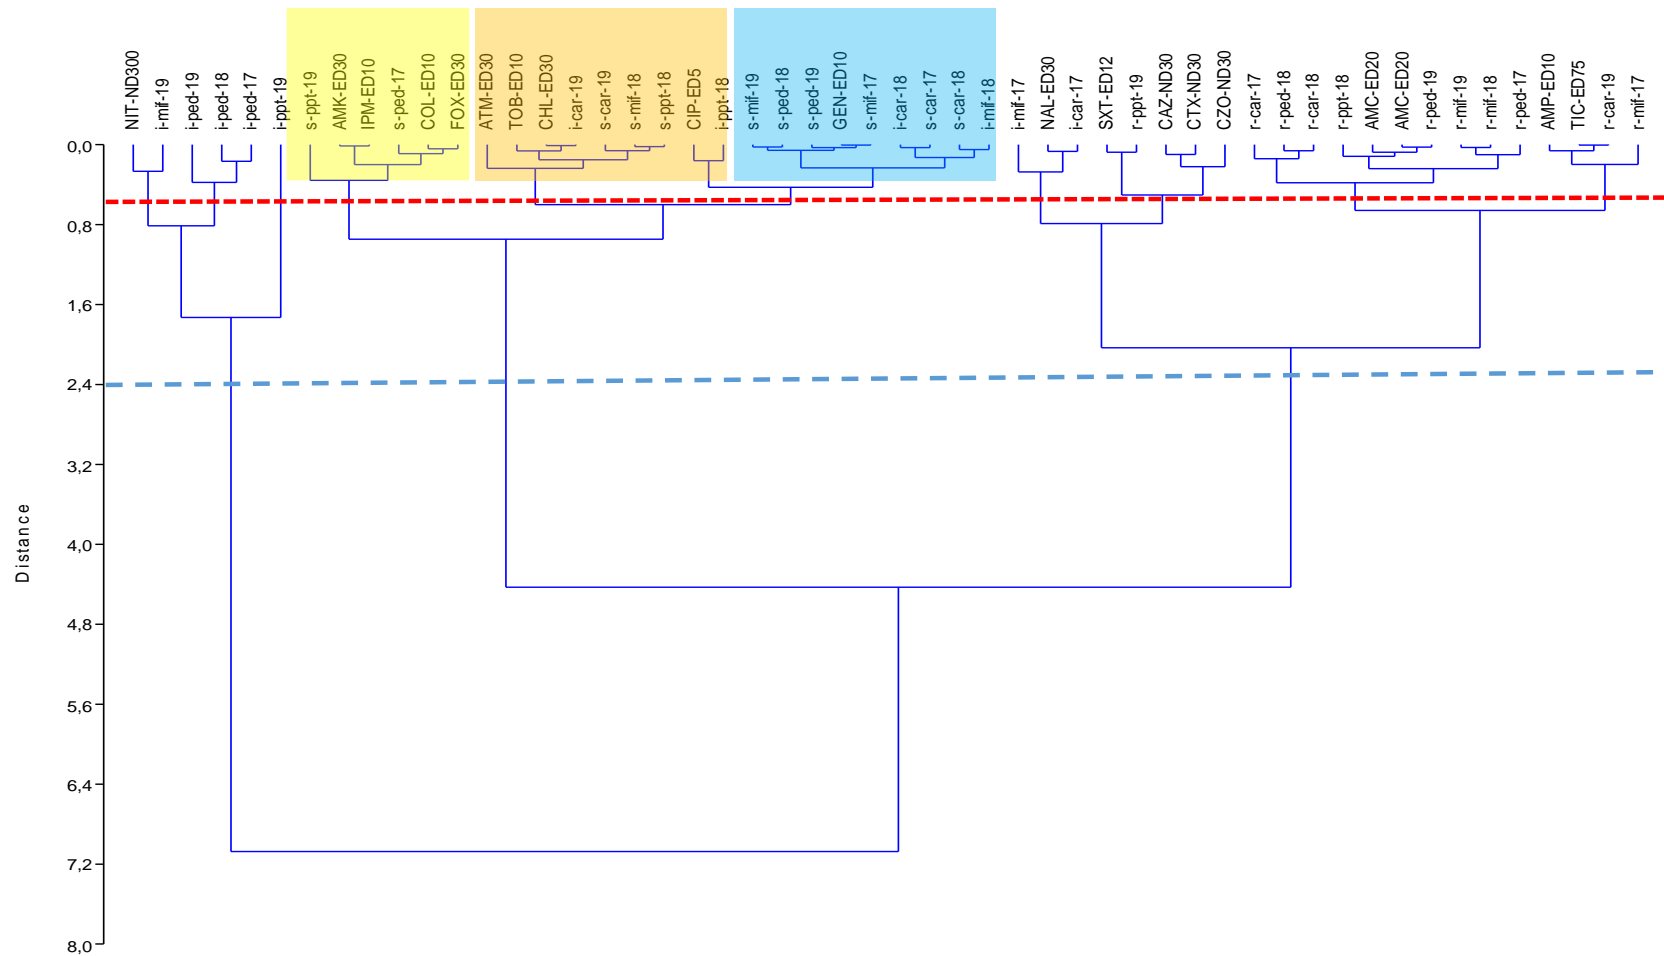 NIT-ND300
i-mif-19
i-ped-19
i-ped-18
i-ped-17
i-ppt-19
s-ppt-19
AMK-ED30
IPM-ED10
s-ped-17
COL-ED10
FOX-ED30
ATM-ED30
TOB-ED10
CHL-ED30
i-car-19
s-car-19
s-mif-18
s-ppt-18
CIP-ED5
i-ppt-18
s-mif-19
s-ped-18
s-ped-19
GEN-ED10
s-mif-17
i-car-18
s-car-17
s-car-18
i-mif-18
i-mif-17
NAL-ED30
i-car-17
SXT-ED12
r-ppt-19
CAZ-ND30
CTX-ND30
CZO-ND30
r-car-17
r-ped-18
r-car-18
r-ppt-18
AMC-ED20
AMC-ED20
r-ped-19
r-mif-19
r-mif-18
r-ped-17
AMP-ED10
TIC-ED75
r-car-19
r-mif-17
0,0
0,8
1,6
2,4
3,2
4,0
4,8
5,6
6,4
7,2
8,0
Distance